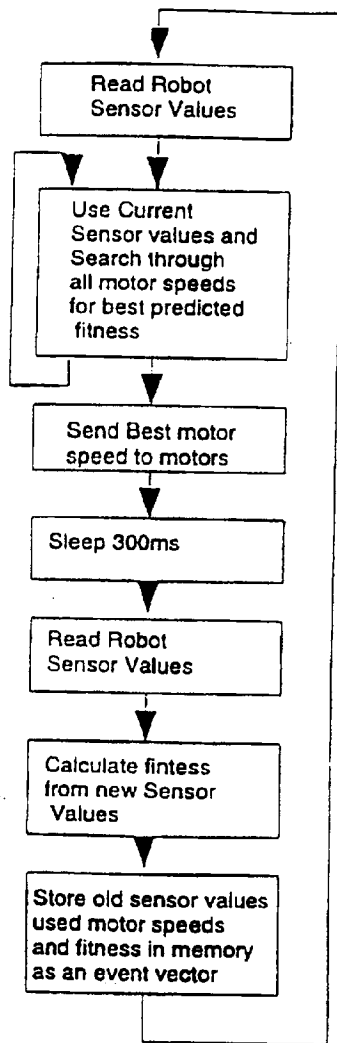 Read Robot
Sensor Values
Use Current
Sensor values and
Search through
all motor speeds
for best predicted
fitness
Send Best motor
speed to motors
Sleep 300ms
Read Robot
Sensor Values
Calculate fintess
from new Sensor
Values
Store old sensor values
used motor speeds
and fitness in memory
as an event vector